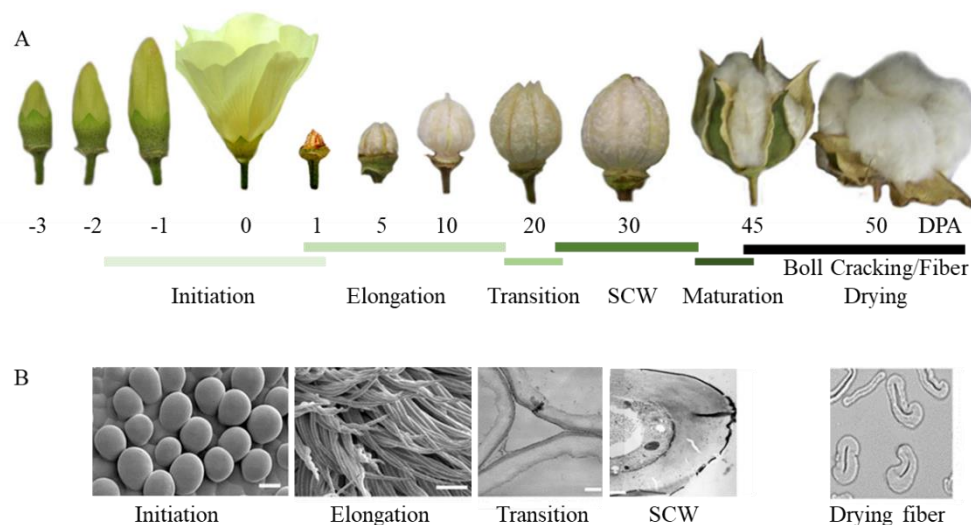 A
-3 -2 -1 0 1 5 10 20 30 45 50 DPA
Boll Cracking/Fiber
Initiation Elongation Transition SCW Maturation Drying
B
Initiation Elongation Transition SCW Drying fiber